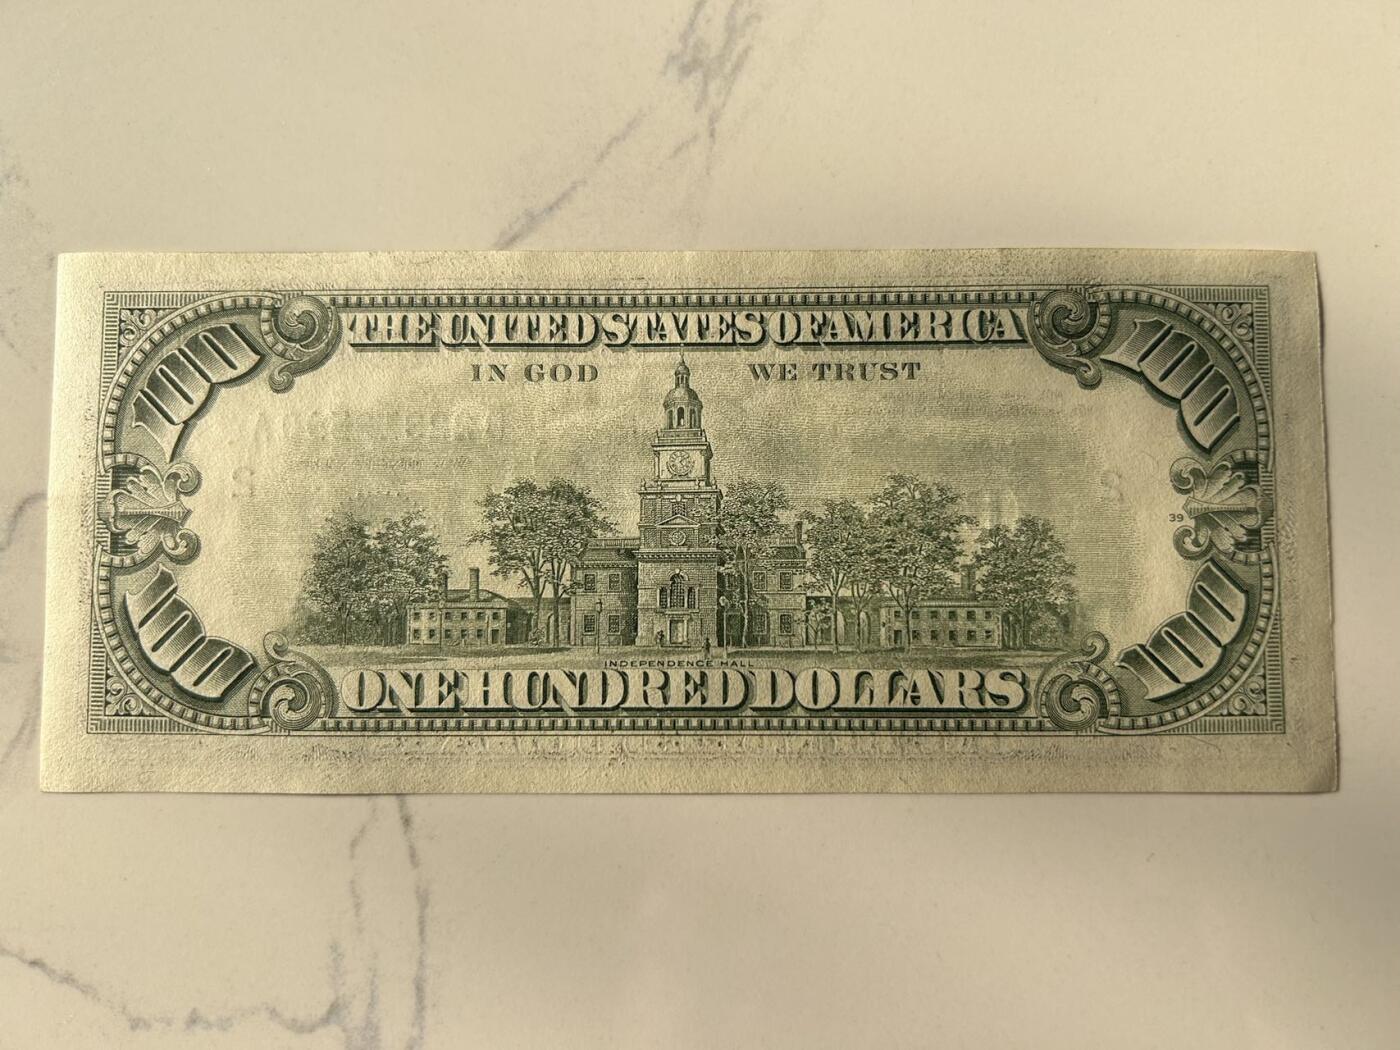 THE UNITED STATES OF AMERICA
100 100
IN GOD WE TRUST
39
INDEPENDENCE HALL
100 100
ONE HUNDRED DOLLARS